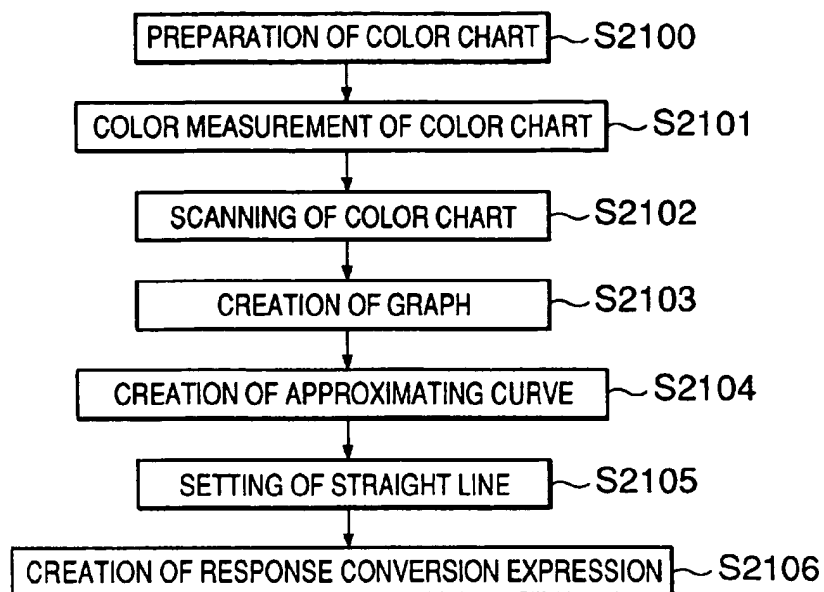 PREPARATION OF COLOR CHART S2100
COLOR MEASUREMENT OF COLOR CHART S2101
SCANNING OF COLOR CHART S2102
CREATION OF GRAPH S2103
CREATION OF APPROXIMATING CURVE S2104
SETTING OF STRAIGHT LINE S2105
CREATION OF RESPONSE CONVERSION EXPRESSION S2106